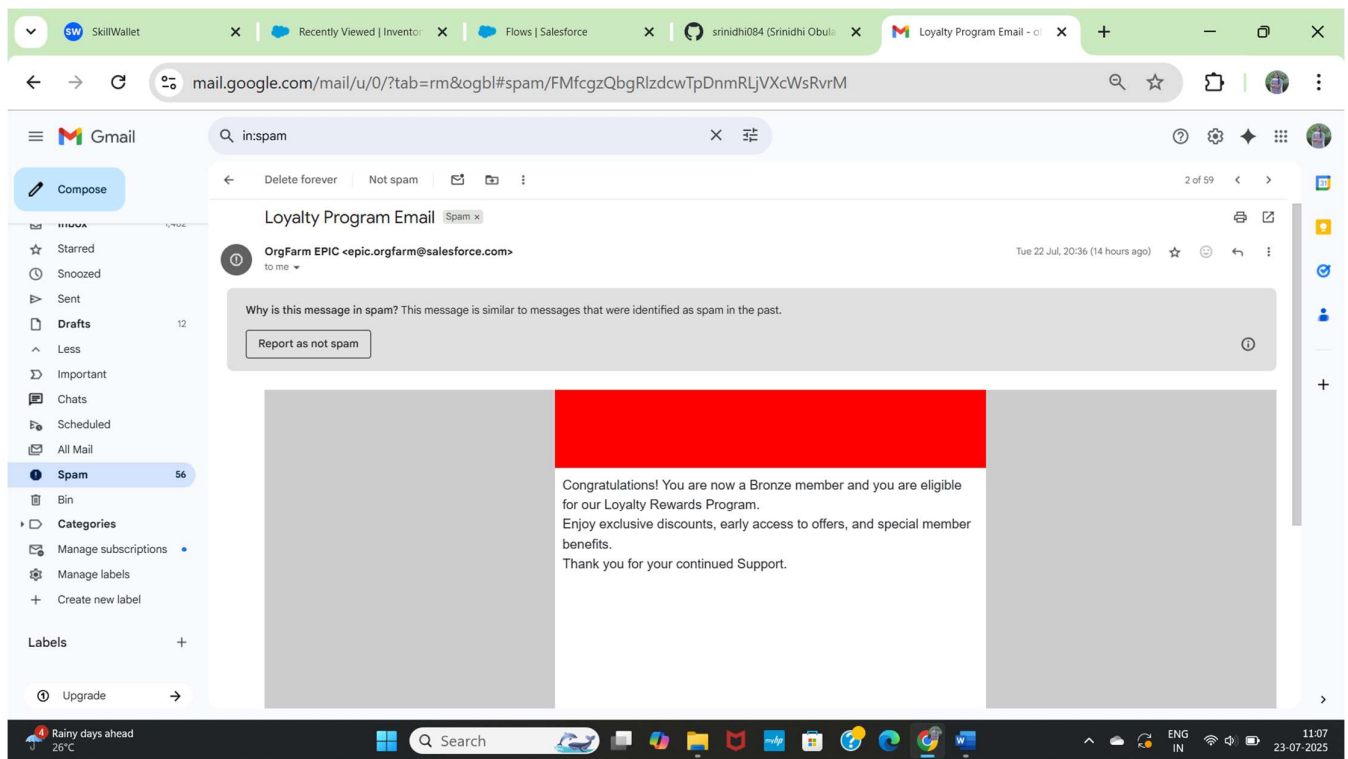 SW SkillWallet
Recently Viewed | Inventor
Flows | Salesforce
srinidhi084 (Srinidhi Obula
Loyalty Program Email - o
mail.google.com/mail/u/0/?tab=rm&ogbl#spam/FMfcgzQbgRlzdcwTpDnmRLjVXcWsRvrM
Gmail
in:spam
Compose
Delete forever
Not spam
2 of 59
Loyalty Program Email Spam ×
Inbox
Starred
Snoozed
Sent
Drafts 12
Less
Important
Chats
Scheduled
All Mail
Spam 56
Bin
Categories
Manage subscriptions
Manage labels
Create new label
Labels
Upgrade
OrgFarm EPIC <epic.orgfarm@salesforce.com>
Tue 22 Jul, 20:36 (14 hours ago)
to me
Why is this message in spam? This message is similar to messages that were identified as spam in the past.
Report as not spam
Congratulations! You are now a Bronze member and you are eligible
for our Loyalty Rewards Program.
Enjoy exclusive discounts, early access to offers, and special member
benefits.
Thank you for your continued Support.
31
4
Rainy days ahead
26°C
Search
myhp
W
ENG
IN
11:07
23-07-2025